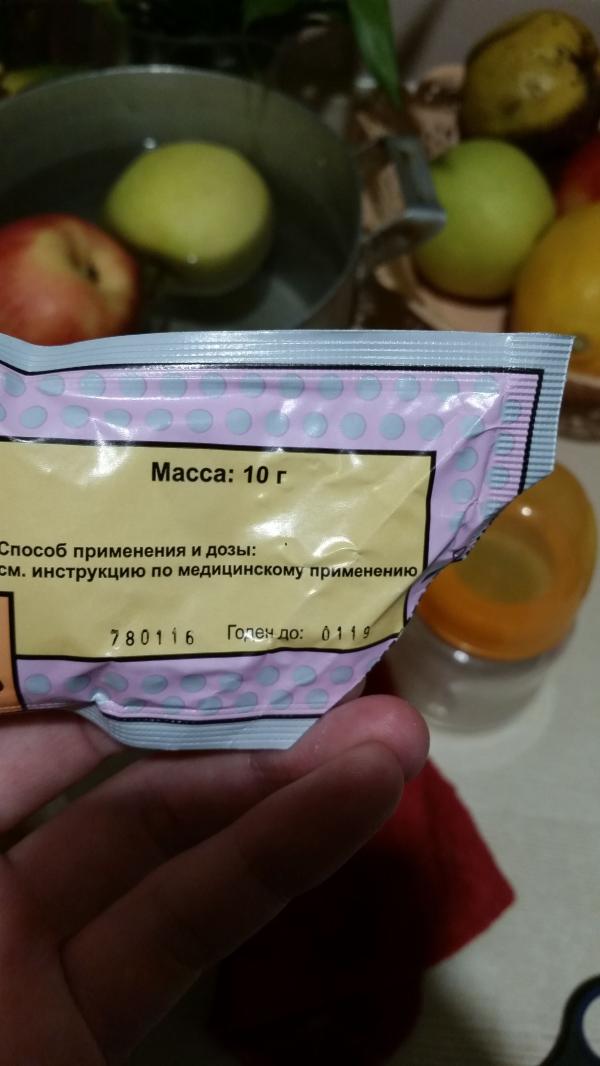 Масса: 10 г
Способ применения и дозы:
см. инструкцию по медицинскому применению
780116 Годен до: 0119